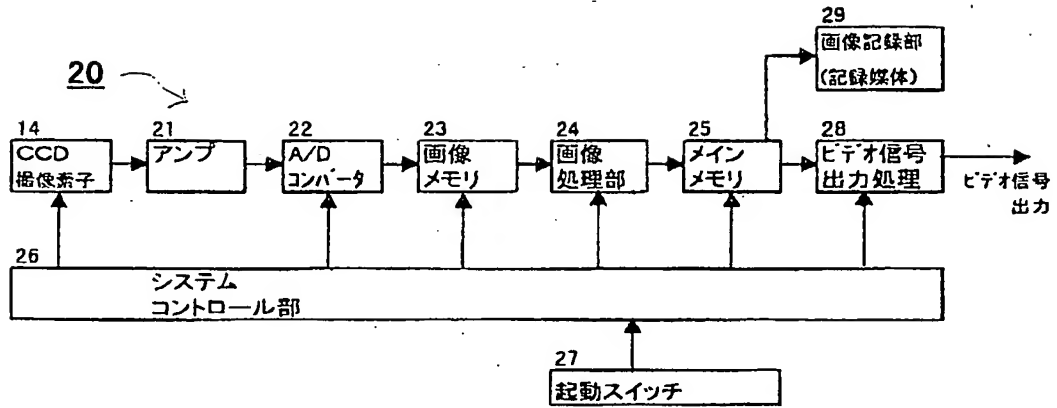 29
画像記録部
(記録媒体)
20
14
CCD
撮像素子
21
アンプ
22
A/D
コンバータ
23
画像
メモリ
24
画像
処理部
25
メイン
メモリ
28
ビデオ信号
出力処理
ビデオ信号
出力
26
システム
コントロール部
27
起動スイッチ